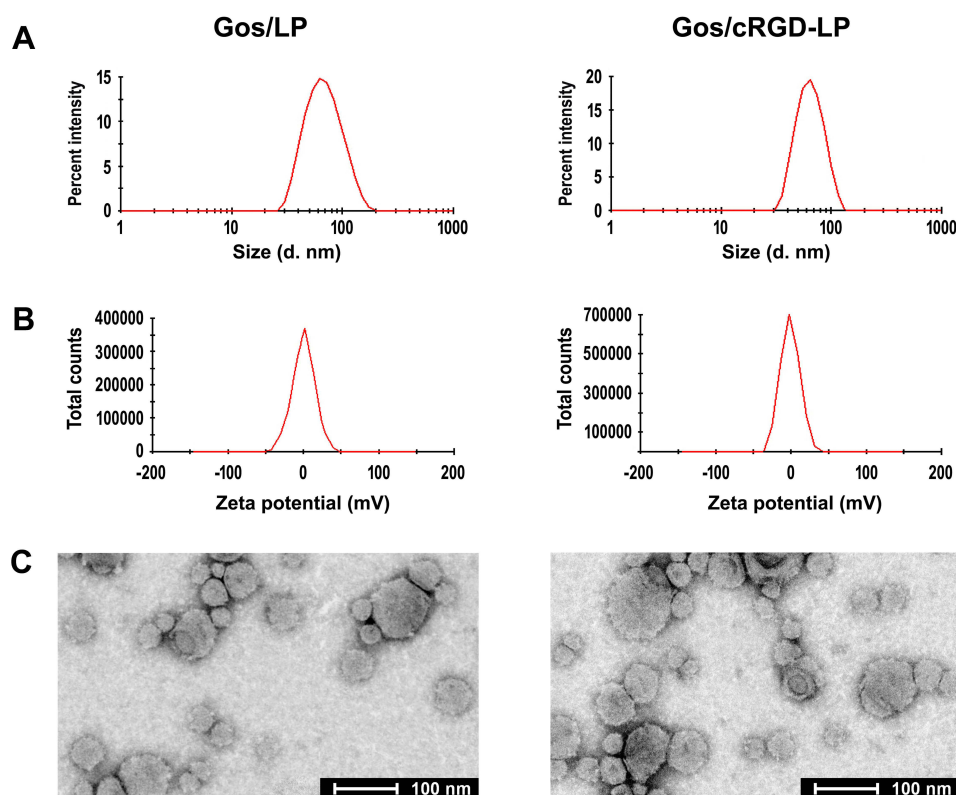 Gos/LP
Gos/cRGD-LP
A
Percent intensity
15
10
5
0
1
10
100
1000
Size (d. nm)
Percent intensity
20
15
10
5
0
1
10
100
1000
Size (d. nm)
B
Total counts
400000
300000
200000
100000
0
-200
-100
0
100
200
Zeta potential (mV)
Total counts
700000
500000
300000
100000
-200
-100
0
100
200
Zeta potential (mV)
C
100 nm
100 nm